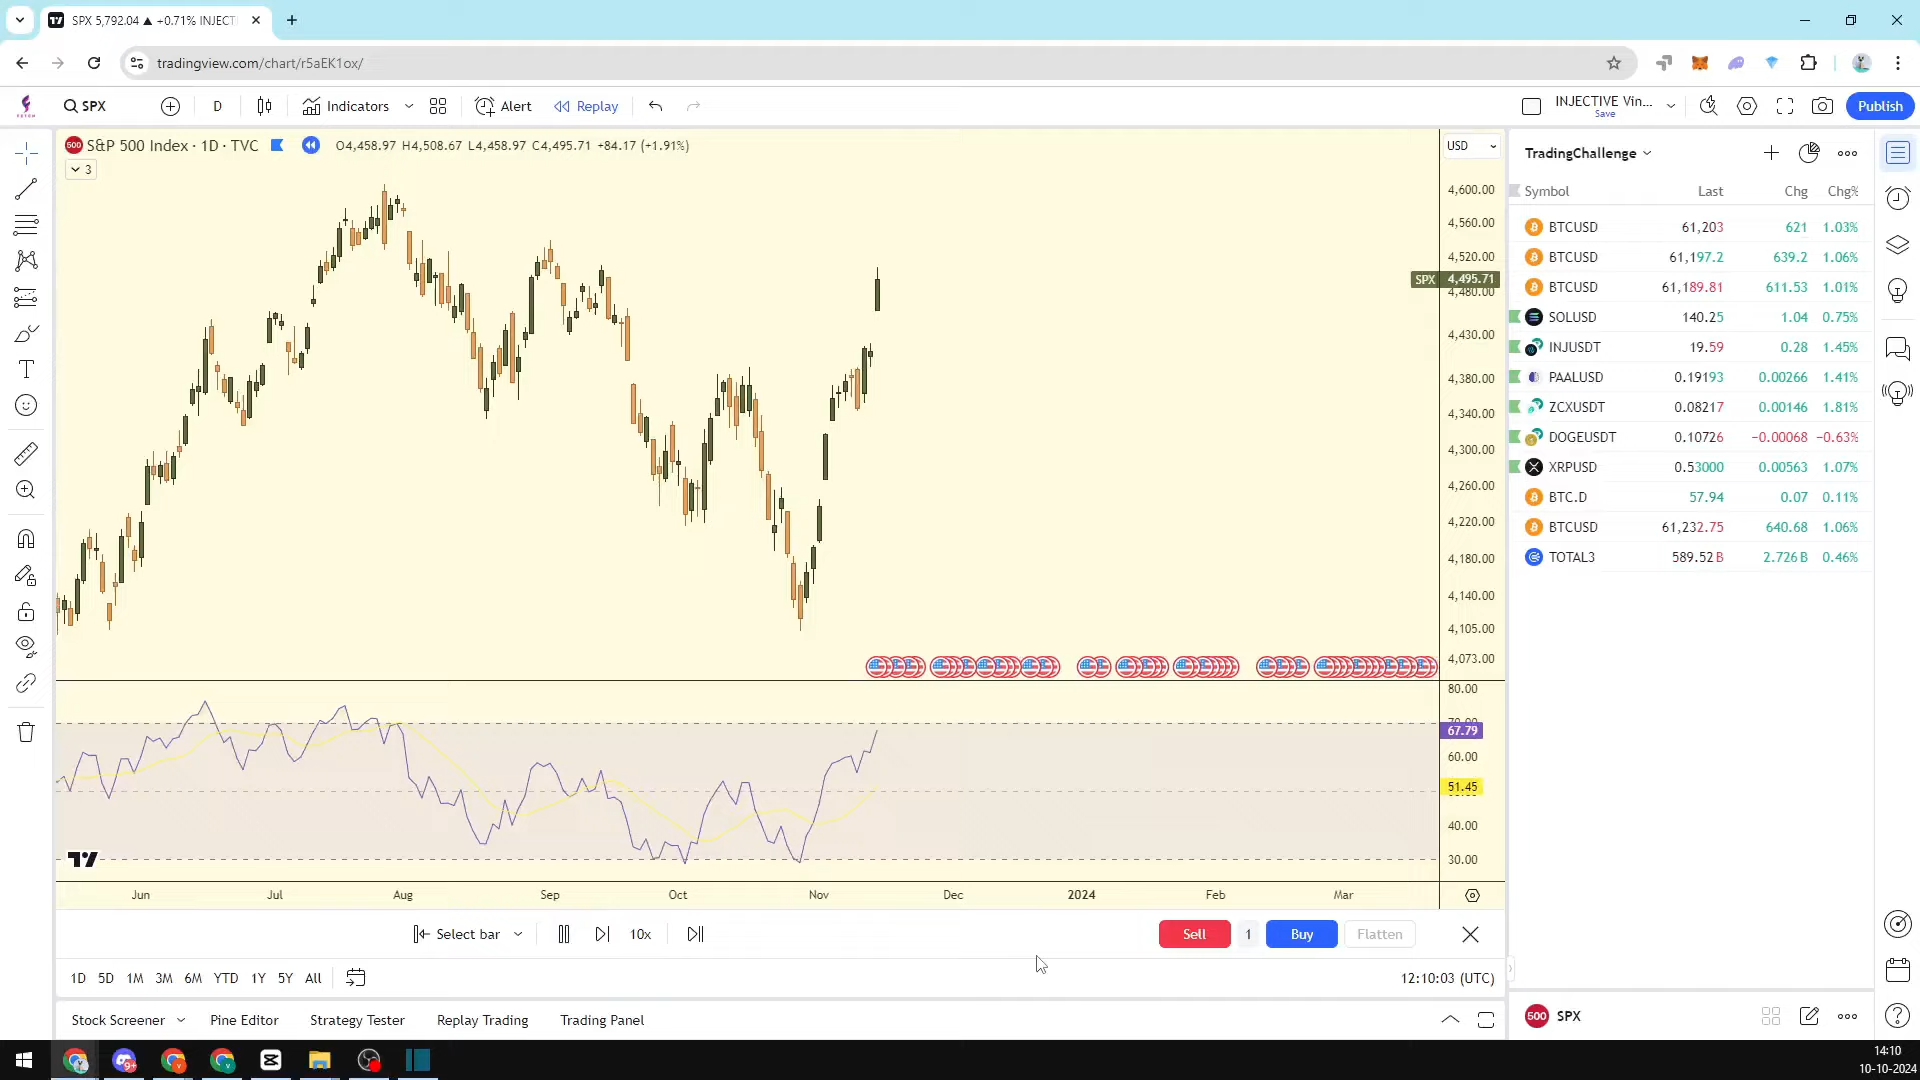 SPX 5,792.04 ▲ +0.71% INJECT
tradingview.com/chart/r5aEK1ox/
SPX D Indicators Alert Replay INJECTIVE Vin... Publish
Save
500 S&P 500 Index · 1D · TVC O4,458.97 H4,508.67 L4,458.97 C4,495.71 +84.17 (+1.91%) USD
3
4,600.00
4,560.00
4,520.00
SPX 4,495.71
4,480.00
4,430.00
4,380.00
4,340.00
4,300.00
4,260.00
4,220.00
4,180.00
4,140.00
4,105.00
4,073.00
80.00
70.00
67.79
60.00
51.45
40.00
30.00
Jun Jul Aug Sep Oct Nov Dec 2024 Feb Mar
Select bar 10x Sell 1 Buy Flatten
1D 5D 1M 3M 6M YTD 1Y 5Y All 12:10:03 (UTC)
Stock Screener Pine Editor Strategy Tester Replay Trading Trading Panel
TradingChallenge
Symbol Last Chg Chg%
BTCUSD 61,203 621 1.03%
BTCUSD 61,197.2 639.2 1.06%
BTCUSD 61,189.81 611.53 1.01%
SOLUSD 140.25 1.04 0.75%
INJUSDT 19.59 0.28 1.45%
PAALUSD 0.19193 0.00266 1.41%
ZCXUSDT 0.08217 0.00146 1.81%
DOGEUSDT 0.10726 −0.00068 −0.63%
XRPUSD 0.53000 0.00563 1.07%
BTC.D 57.94 0.07 0.11%
BTCUSD 61,232.75 640.68 1.06%
TOTAL3 589.52 B 2.726 B 0.46%
500 SPX
9+
14:10
10-10-2024